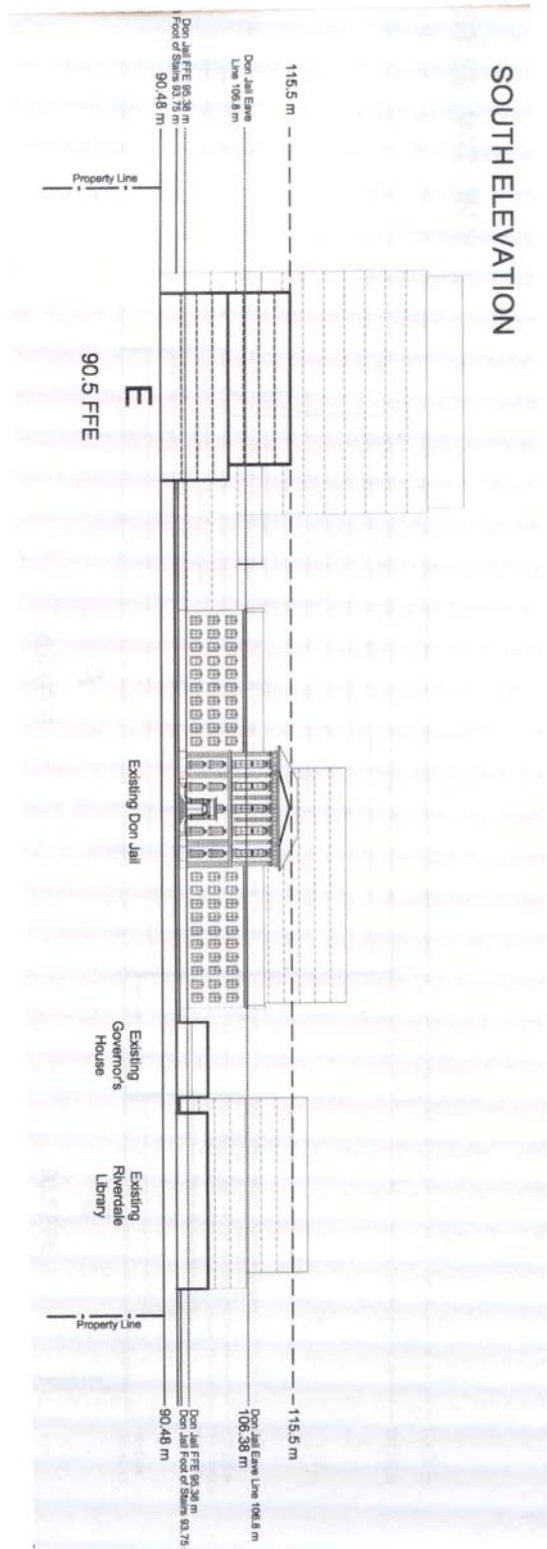 SOUTH ELEVATION
115.5 m
Don Jail Eave
Line 106.8 m
Don Jail FFE 95.38 m
Foot of Stairs 93.75 m
90.48 m
Property Line
E
90.5 FFE
Existing Don Jail
Existing
Governor's
House
Existing
Riverdale
Library
Property Line
115.5 m
Don Jail Eave Line 106.8 m
106.38 m
Don Jail FFE 95.38 m
Don Jail Foot of Stairs 93.75
90.48 m